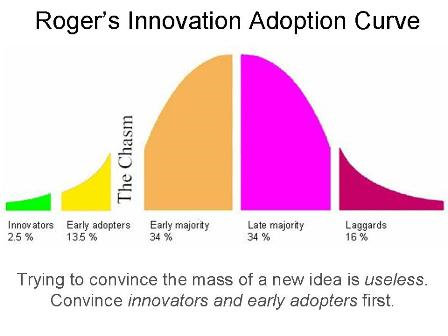 Roger's Innovation Adoption Curve
The Chasm
Innovators
2.5 %
Early adopters
13.5 %
Early majority
34 %
Late majority
34 %
Laggards
16 %
Trying to convince the mass of a new idea is useless.
Convince innovators and early adopters first.